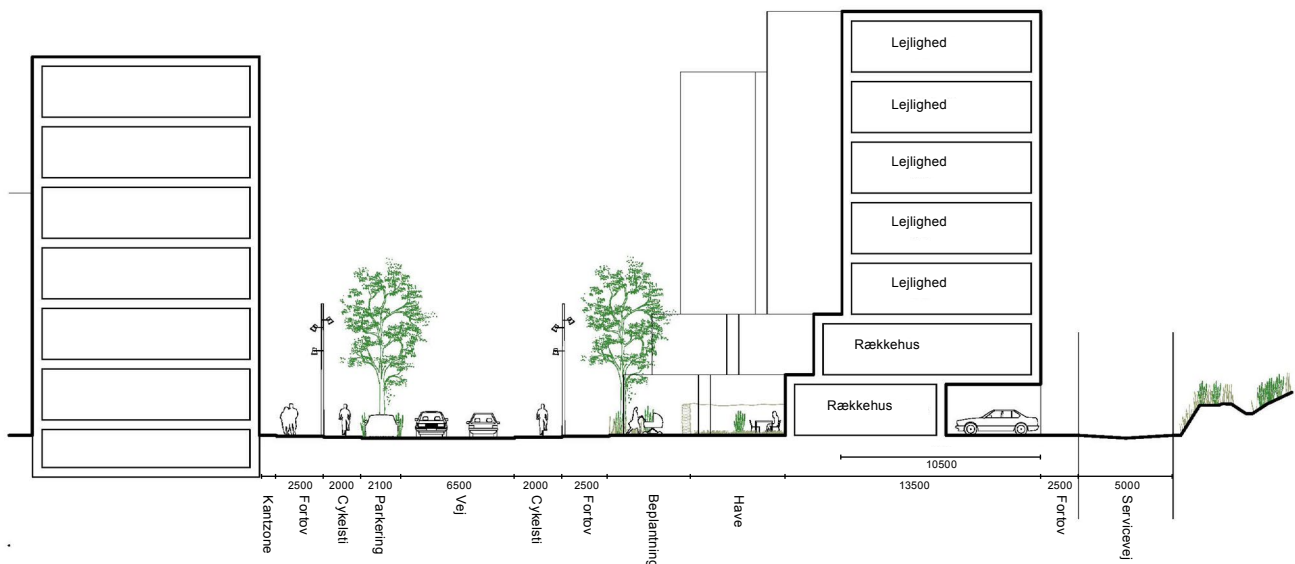 Lejlighed
Lejlighed
Lejlighed
Lejlighed
Lejlighed
Rækkehus
Rækkehus
10500
2500 2000 2100 6500 2000 2500 13500 2500 5000
Kantzone
Fortov
Cykelsti
Parkering
Vej
Cykelsti
Fortov
Beplantning
Have
Fortov
Servicevej